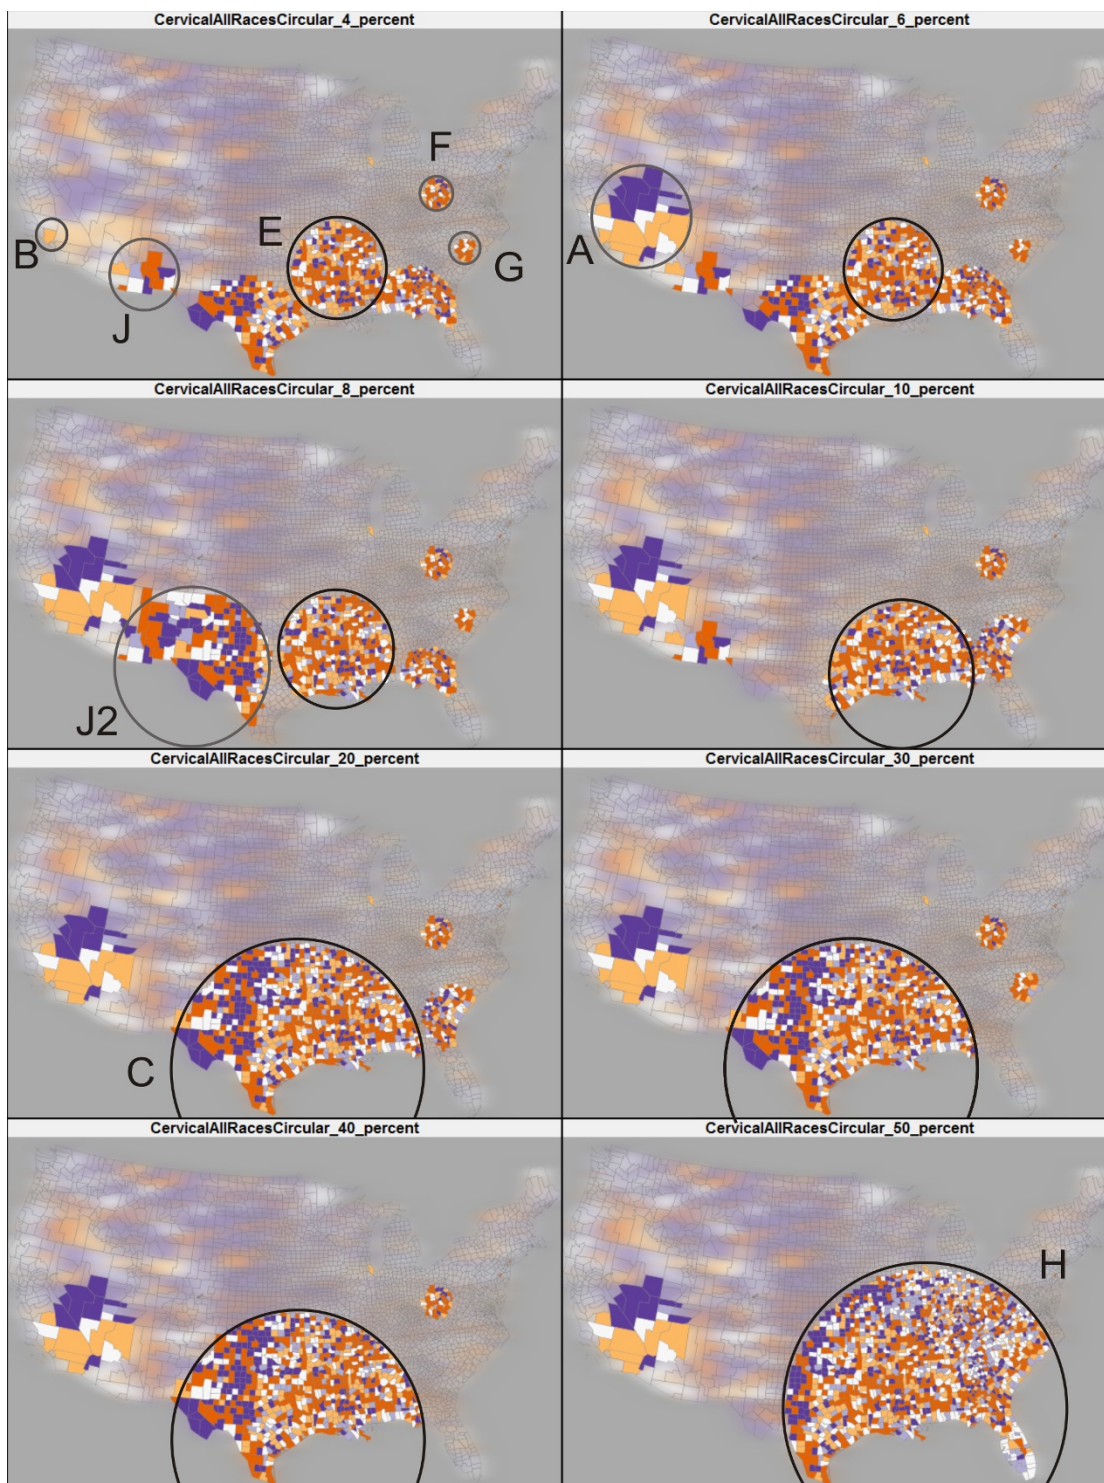 CervicalAllRacesCircular_4_percent
CervicalAllRacesCircular_6_percent
F
B
E
G
J
A
CervicalAllRacesCircular_8_percent
CervicalAllRacesCircular_10_percent
J2
CervicalAllRacesCircular_20_percent
CervicalAllRacesCircular_30_percent
C
CervicalAllRacesCircular_40_percent
CervicalAllRacesCircular_50_percent
H